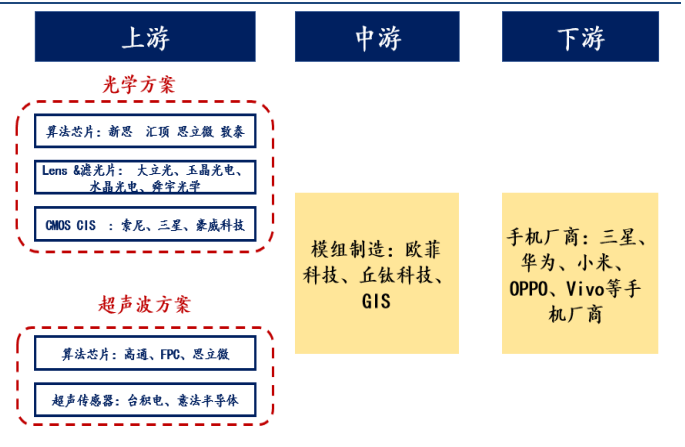 上游
中游
下游
光学方案
算法芯片：新思 汇顶 思立微 敦泰
Lens &滤光片： 大立光、玉晶光电、
水晶光电、舜宇光学
CMOS CIS ：索尼、三星、豪威科技
超声波方案
算法芯片：高通、FPC、思立微
超声传感器：台积电、意法半导体
模组制造：欧菲
科技、丘钛科技、
GIS
手机厂商：三星、
华为、小米、
OPPO、Vivo等手
机厂商